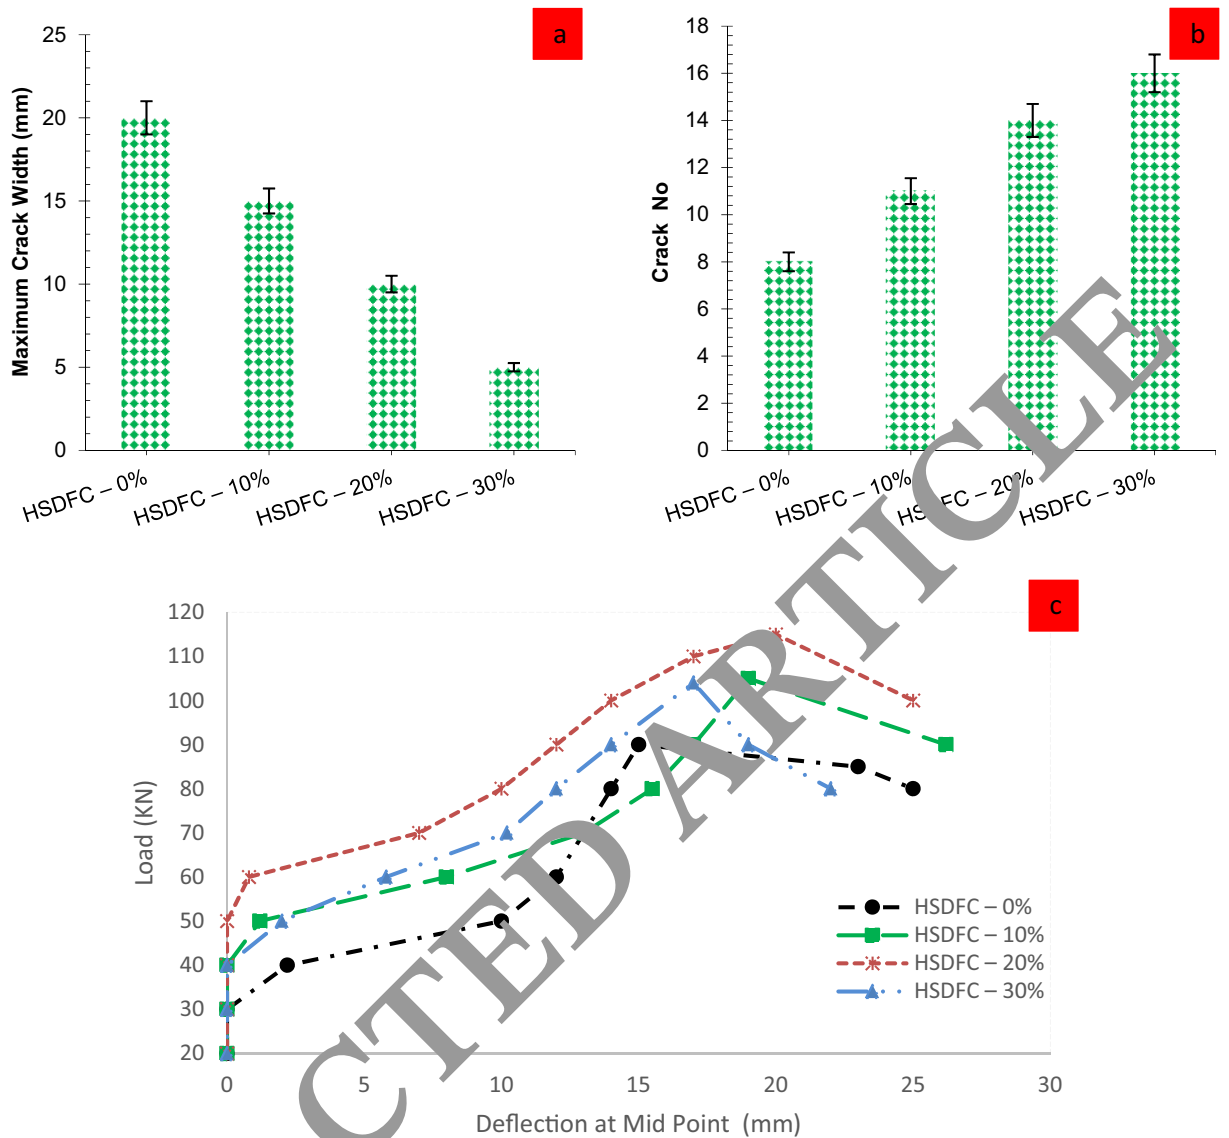 a
Maximum Crack Width (mm)
25
20
15
10
5
0
HSDFC – 0%
HSDFC – 10%
HSDFC – 20%
HSDFC – 30%
b
Crack No
18
16
14
12
10
8
6
4
2
0
HSDFC – 0%
HSDFC – 10%
HSDFC – 20%
HSDFC – 30%
c
Load (KN)
120
110
100
90
80
70
60
50
40
30
20
0
5
10
15
20
25
30
Deflection at Mid Point (mm)
HSDFC – 0%
HSDFC – 10%
HSDFC – 20%
HSDFC – 30%
CTED ARTICLE